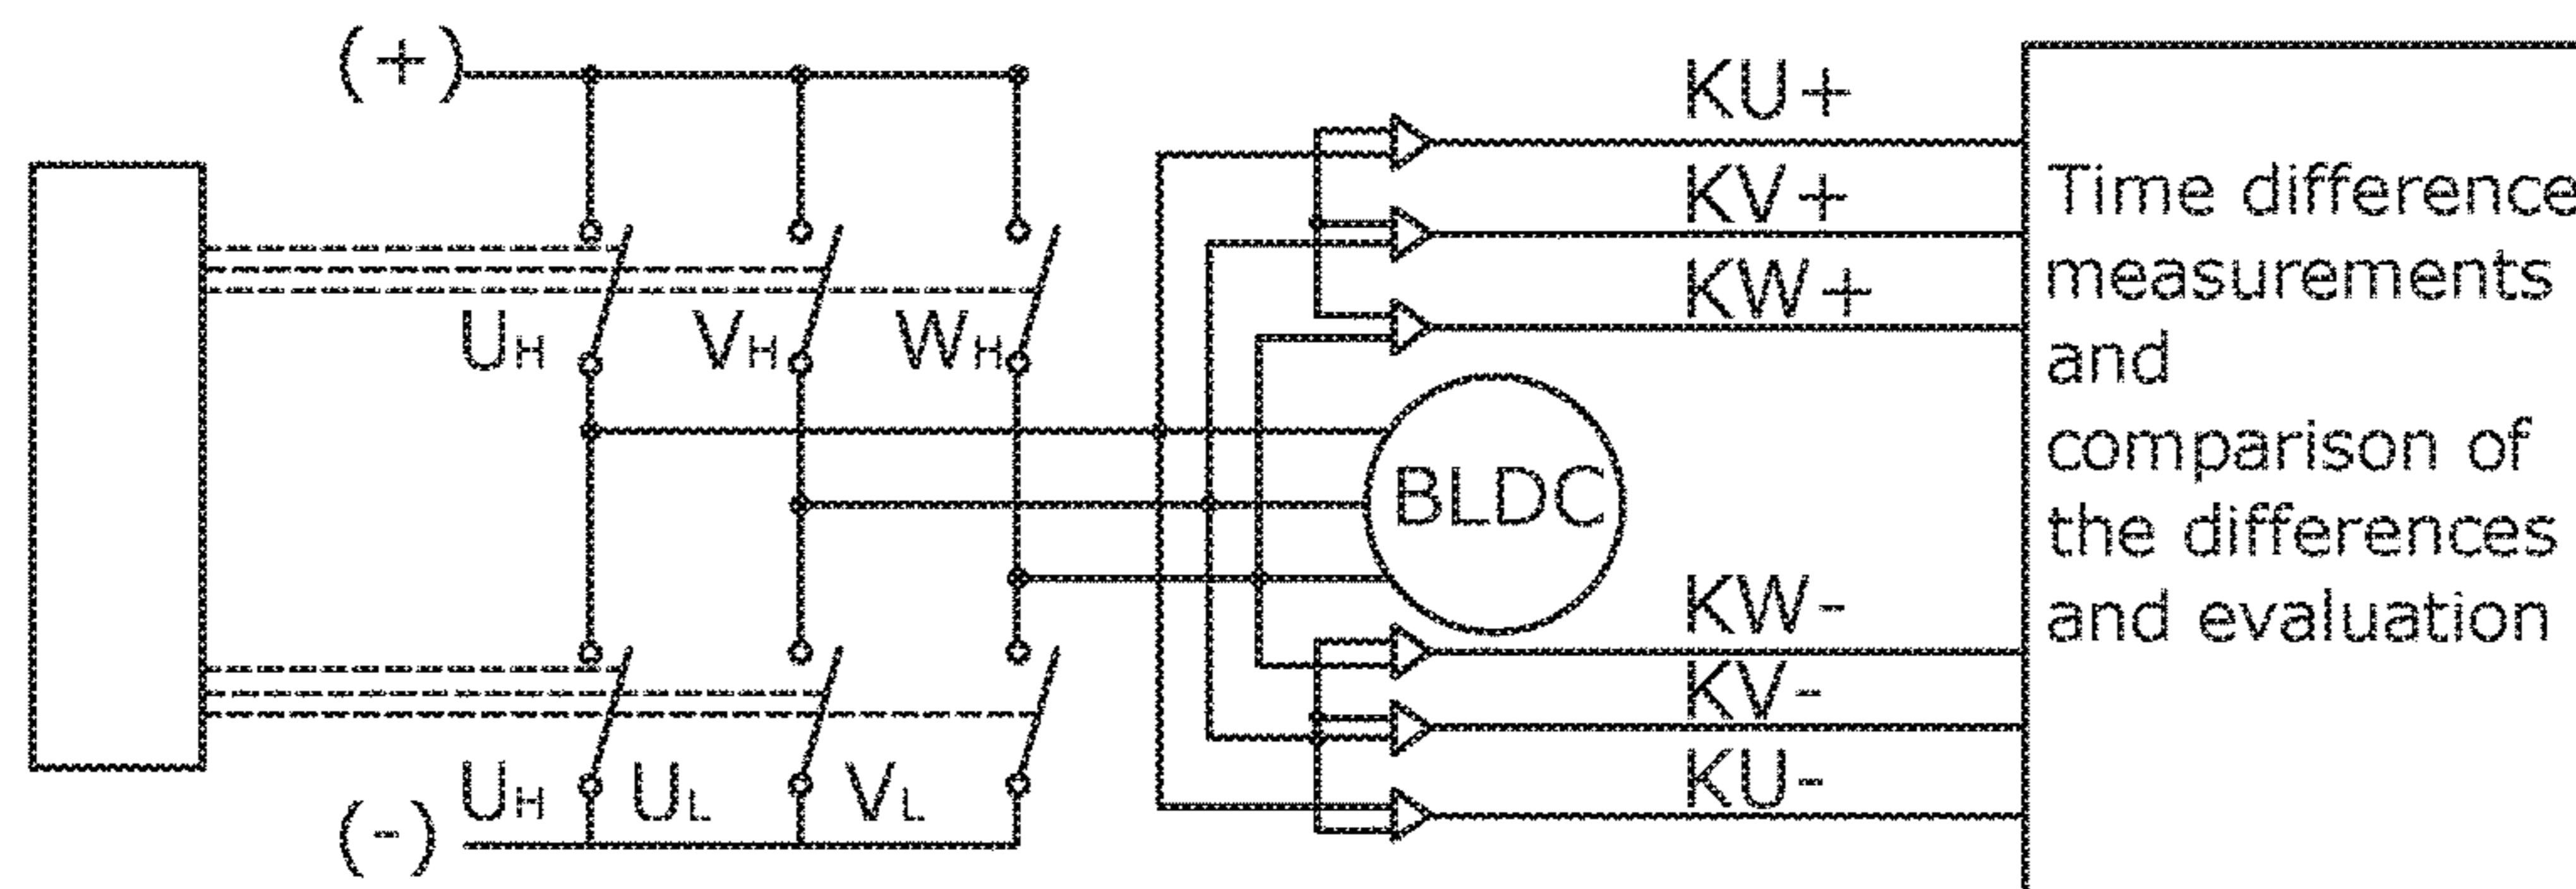 (+)
KU+
KV+
KW+
Time difference
measurements
and
comparison of
the differences
and evaluation
UH VH WH
BLDC
KW-
KV-
KU-
UH UL VL
(-)